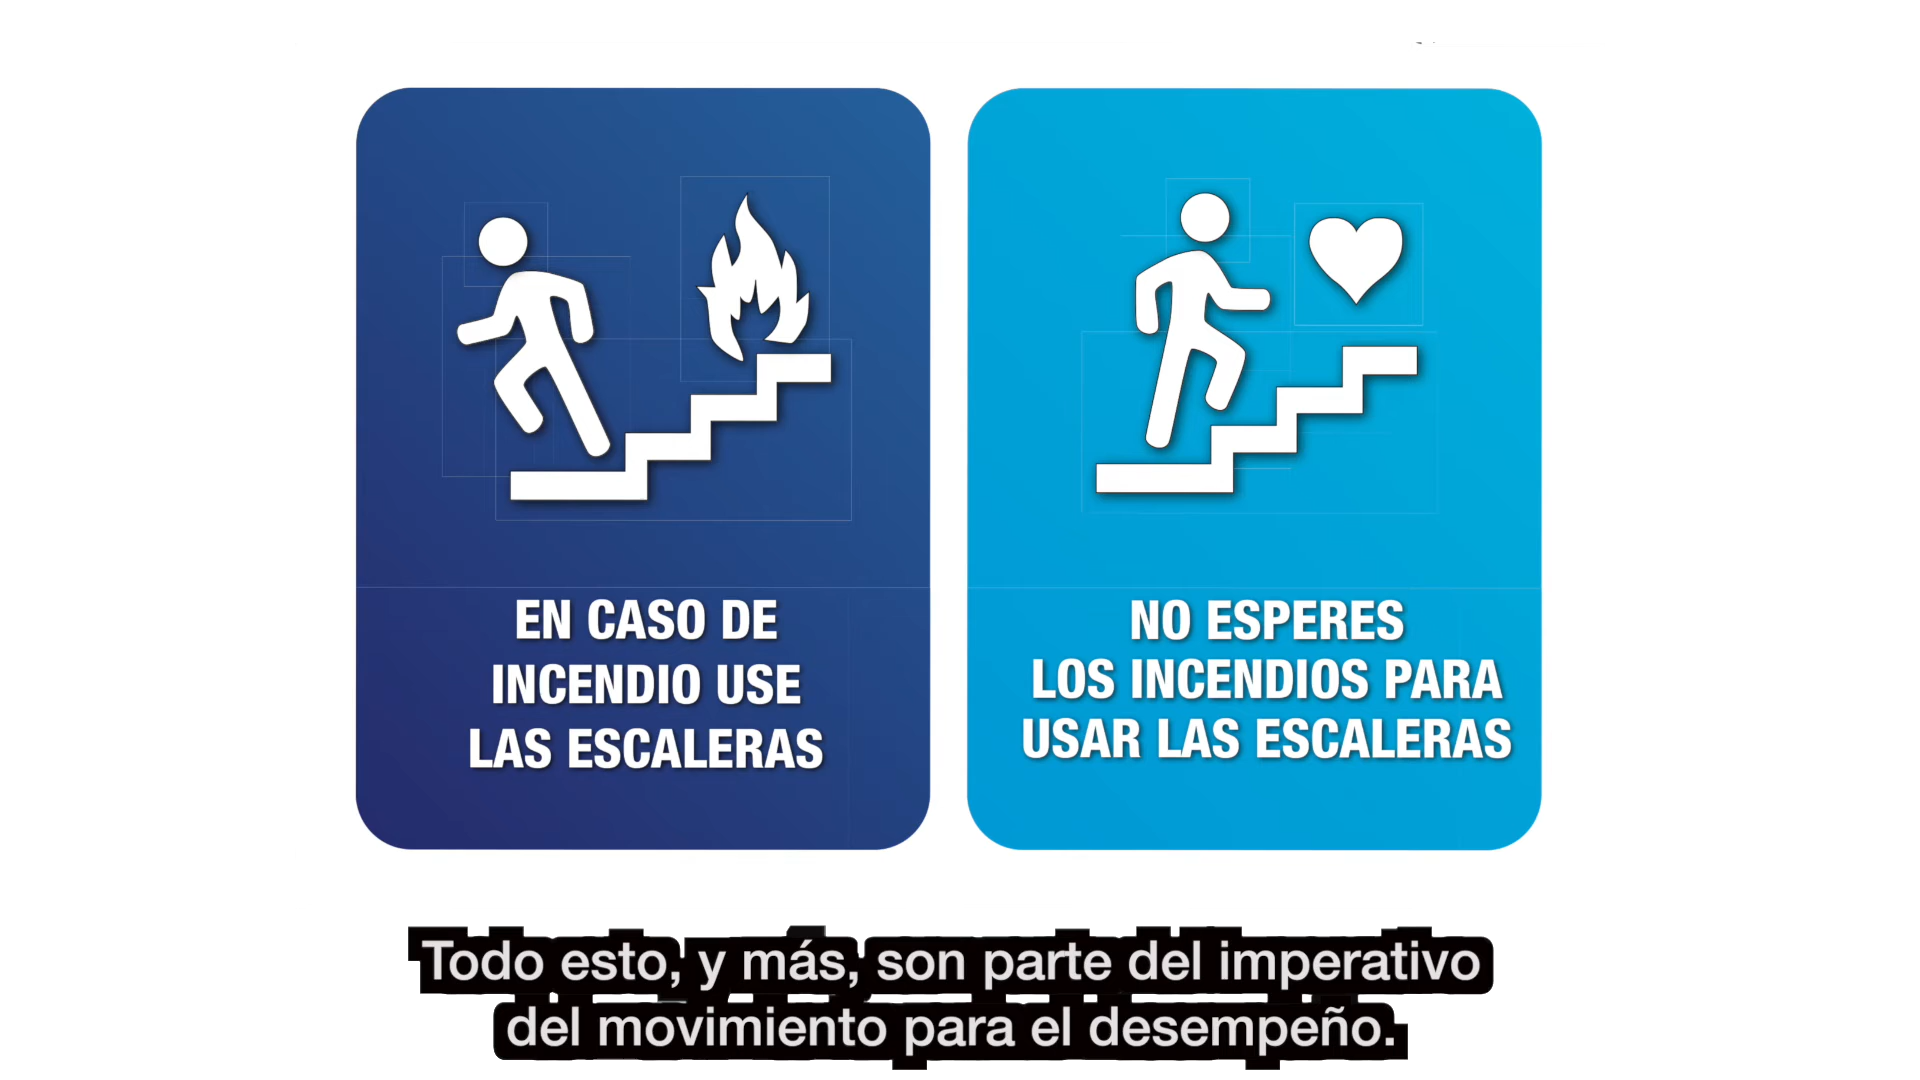 EN CASO DE
INCENDIO USE
LAS ESCALERAS
NO ESPERES
LOS INCENDIOS PARA
USAR LAS ESCALERAS
Todo esto, y más, son parte del imperativo
del movimiento para el desempeño.